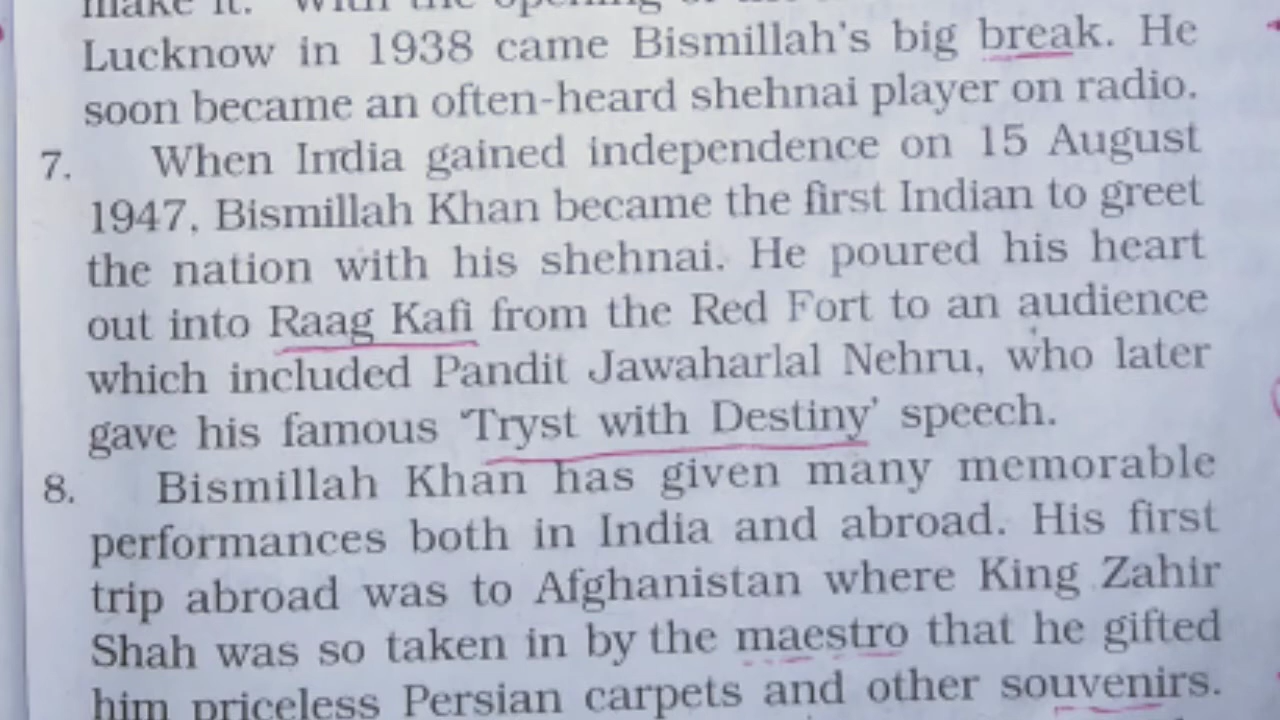 make it. With the opening of
Lucknow in 1938 came Bismillah's big break. He
soon became an often-heard shehnai player on radio.
7. When India gained independence on 15 August
1947, Bismillah Khan became the first Indian to greet
the nation with his shehnai. He poured his heart
out into Raag Kafi from the Red Fort to an audience
which included Pandit Jawaharlal Nehru, who later
gave his famous ‘Tryst with Destiny’ speech.
8. Bismillah Khan has given many memorable
performances both in India and abroad. His first
trip abroad was to Afghanistan where King Zahir
Shah was so taken in by the maestro that he gifted
him priceless Persian carpets and other souvenirs.